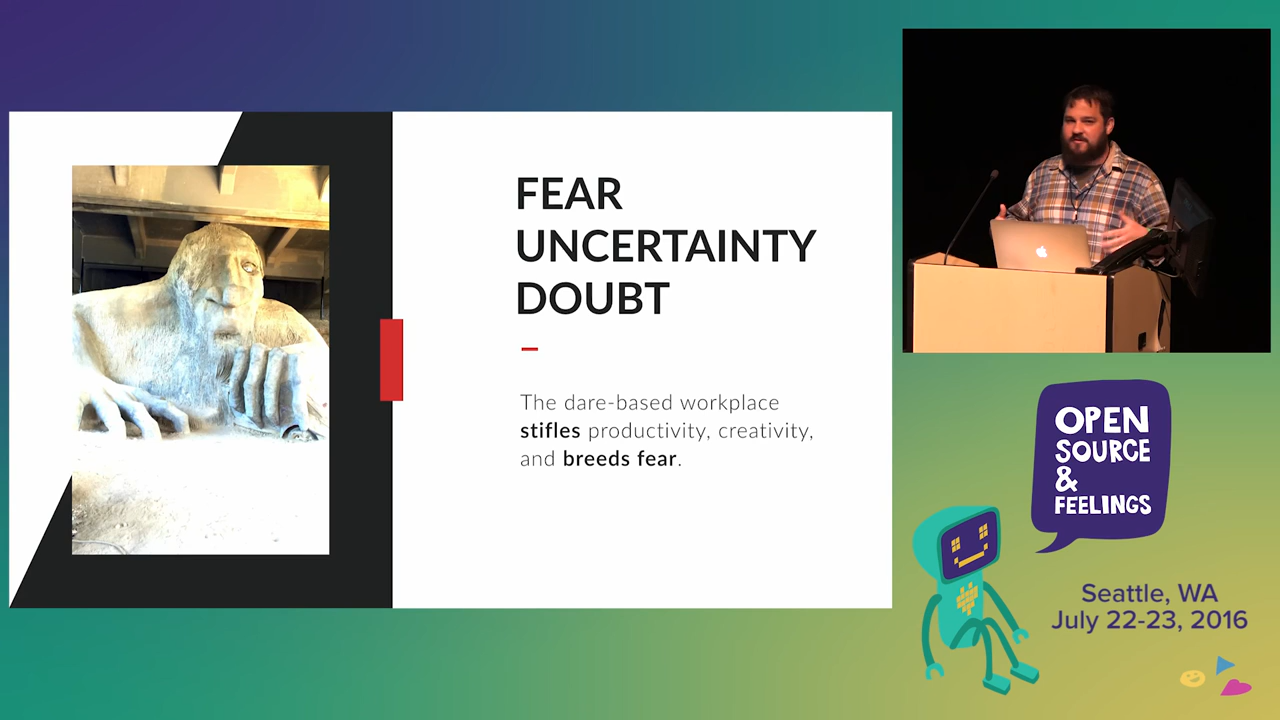 FEAR
UNCERTAINTY
DOUBT
The dare-based workplace
stifles productivity, creativity,
and breeds fear.
OPEN
SOURCE
&
FEELINGS
Seattle, WA
July 22-23, 2016